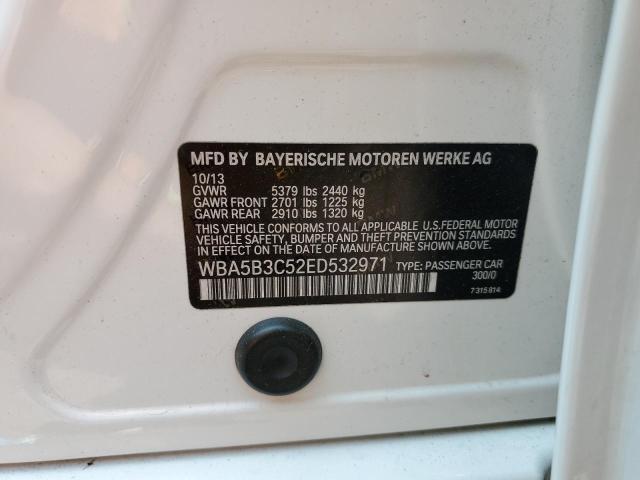 MFD BY BAYERISCHE MOTOREN WERKE AG
10/13
GVWR 5379 lbs 2440 kg
GAWR FRONT 2701 lbs 1225 kg
GAWR REAR 2910 lbs 1320 kg
THIS VEHICLE CONFORMS TO ALL APPLICABLE U.S.FEDERAL MOTOR
VEHICLE SAFETY, BUMPER AND THEFT PREVENTION STANDARDS
IN EFFECT ON THE DATE OF MANUFACTURE SHOWN ABOVE.
WBA5B3C52ED532971 TYPE: PASSENGER CAR
300/0
7315814